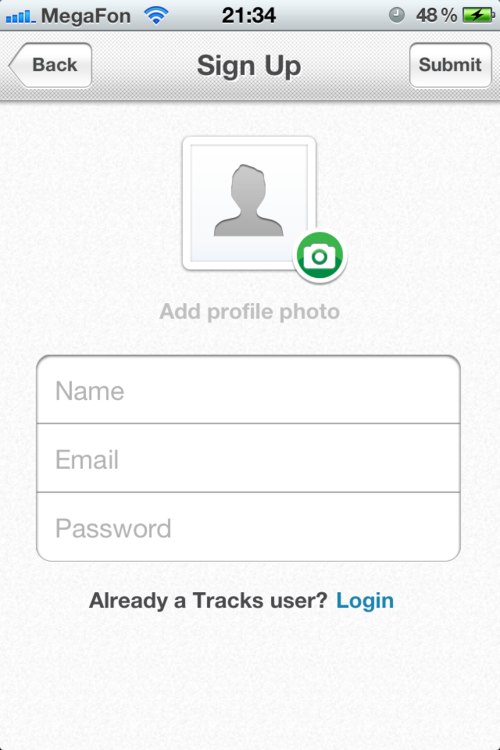 MegaFon 21:34 48 %
Back Sign Up Submit
Add profile photo
Name
Email
Password
Already a Tracks user? Login